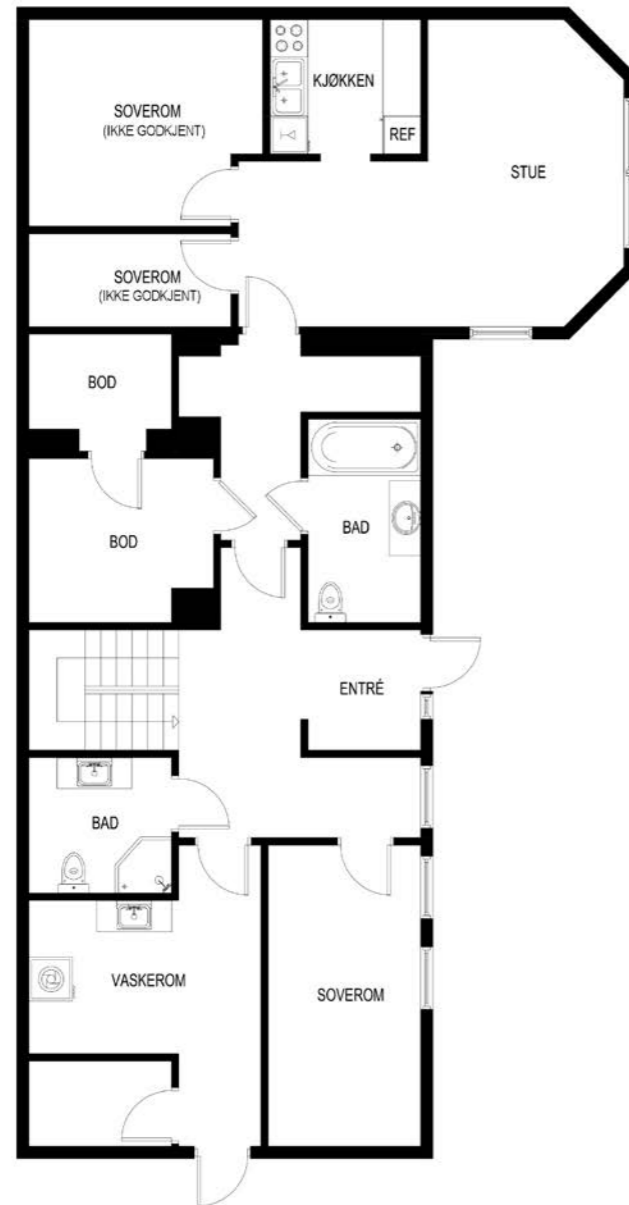 KJØKKEN
SOVEROM
(IKKE GODKJENT)
REF
STUE
SOVEROM
(IKKE GODKJENT)
BOD
BOD
BAD
ENTRÉ
BAD
VASKEROM
SOVEROM